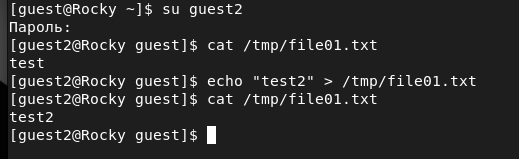 [guest@Rocky ~]$ su guest2
Пароль:
[guest2@Rocky guest]$ cat /tmp/file01.txt
test
[guest2@Rocky guest]$ echo "test2" > /tmp/file01.txt
[guest2@Rocky guest]$ cat /tmp/file01.txt
test2
[guest2@Rocky guest]$